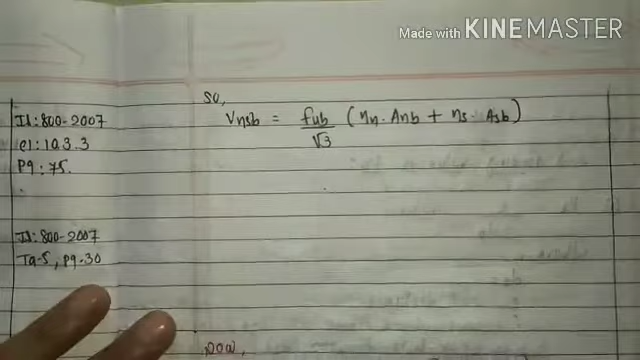 Made with KINEMASTER
so,
IS:800-2007
Vnsb = fub/√3 (nn. Anb + ns. Asb)
cl: 10.3.3
Pg: 75.
IS:800-2007
Ta-5, Pg-30
Now,